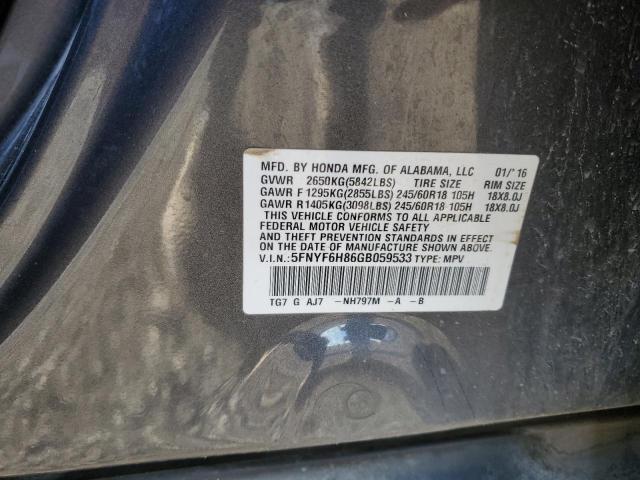 MFD. BY HONDA MFG. OF ALABAMA, LLC 01/'16
GVWR 2650KG(5842LBS) TIRE SIZE RIM SIZE
GAWR F1295KG(2855LBS) 245/60R18 105H 18X8.0J
GAWR R1405KG(3098LBS) 245/60R18 105H 18X8.0J
THIS VEHICLE CONFORMS TO ALL APPLICABLE
FEDERAL MOTOR VEHICLE SAFETY
AND THEFT PREVENTION STANDARDS IN EFFECT
ON THE DATE OF MANUFACTURE SHOWN ABOVE.
V.I.N.: 5FNYF6H86GB059533 TYPE: MPV
TG7 G AJ7 -NH797M -A -B